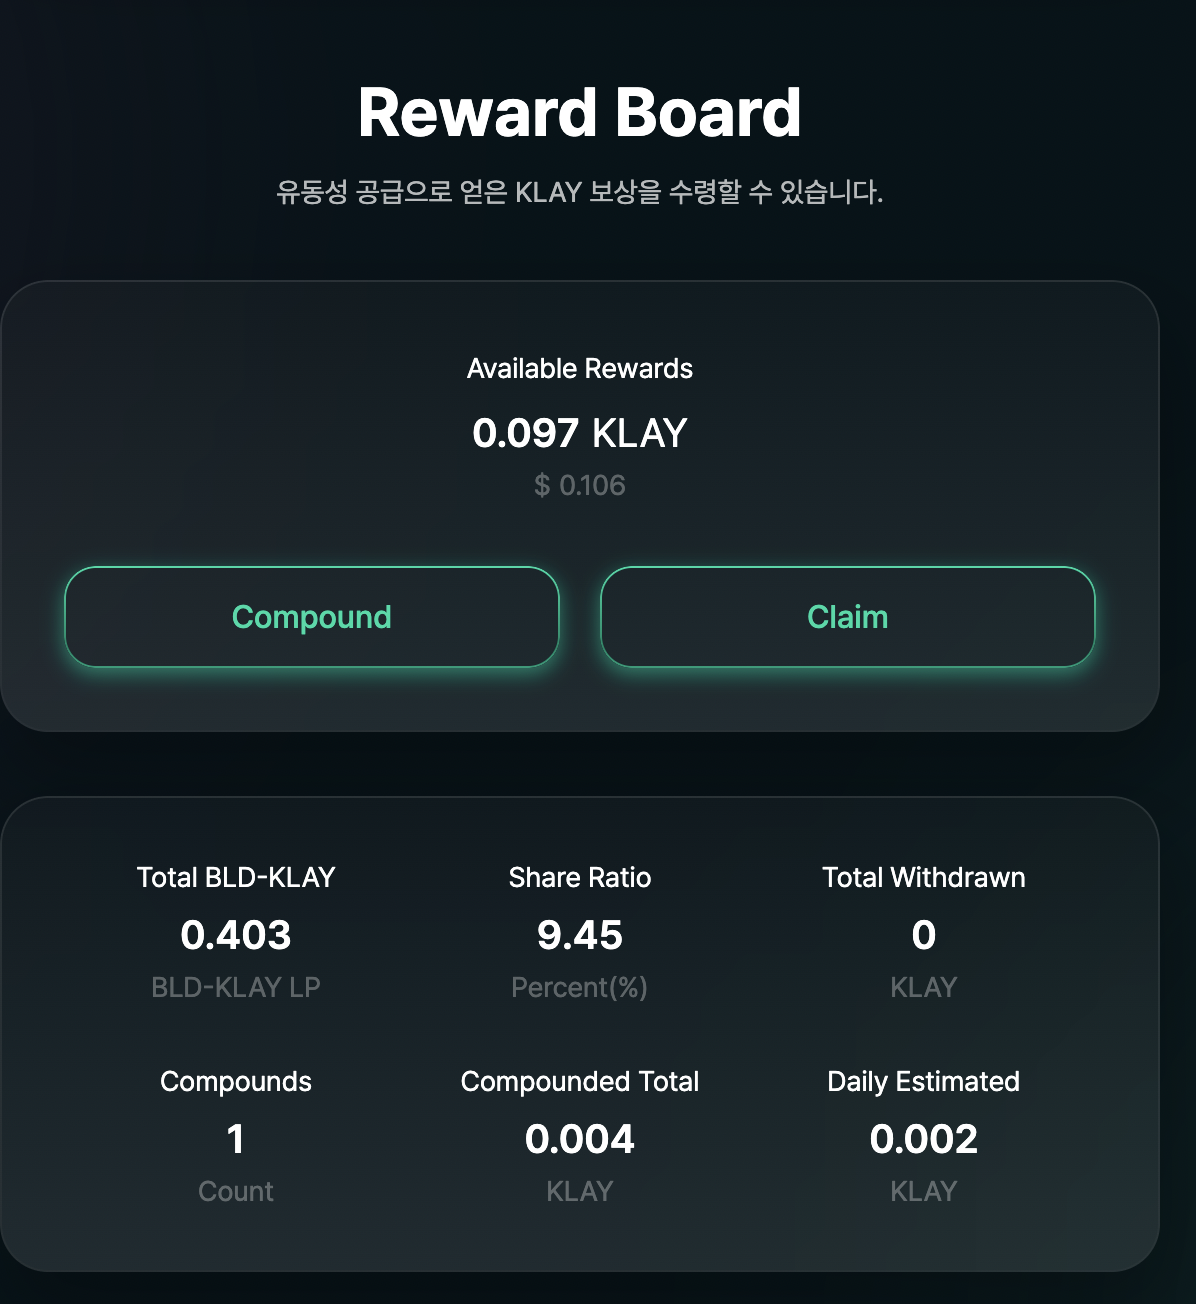 Reward Board
유동성 공급으로 얻은 KLAY 보상을 수령할 수 있습니다.
Available Rewards
0.097 KLAY
$ 0.106
Compound
Claim
Total BLD-KLAY
0.403
BLD-KLAY LP
Share Ratio
9.45
Percent(%)
Total Withdrawn
0
KLAY
Compounds
1
Count
Compounded Total
0.004
KLAY
Daily Estimated
0.002
KLAY